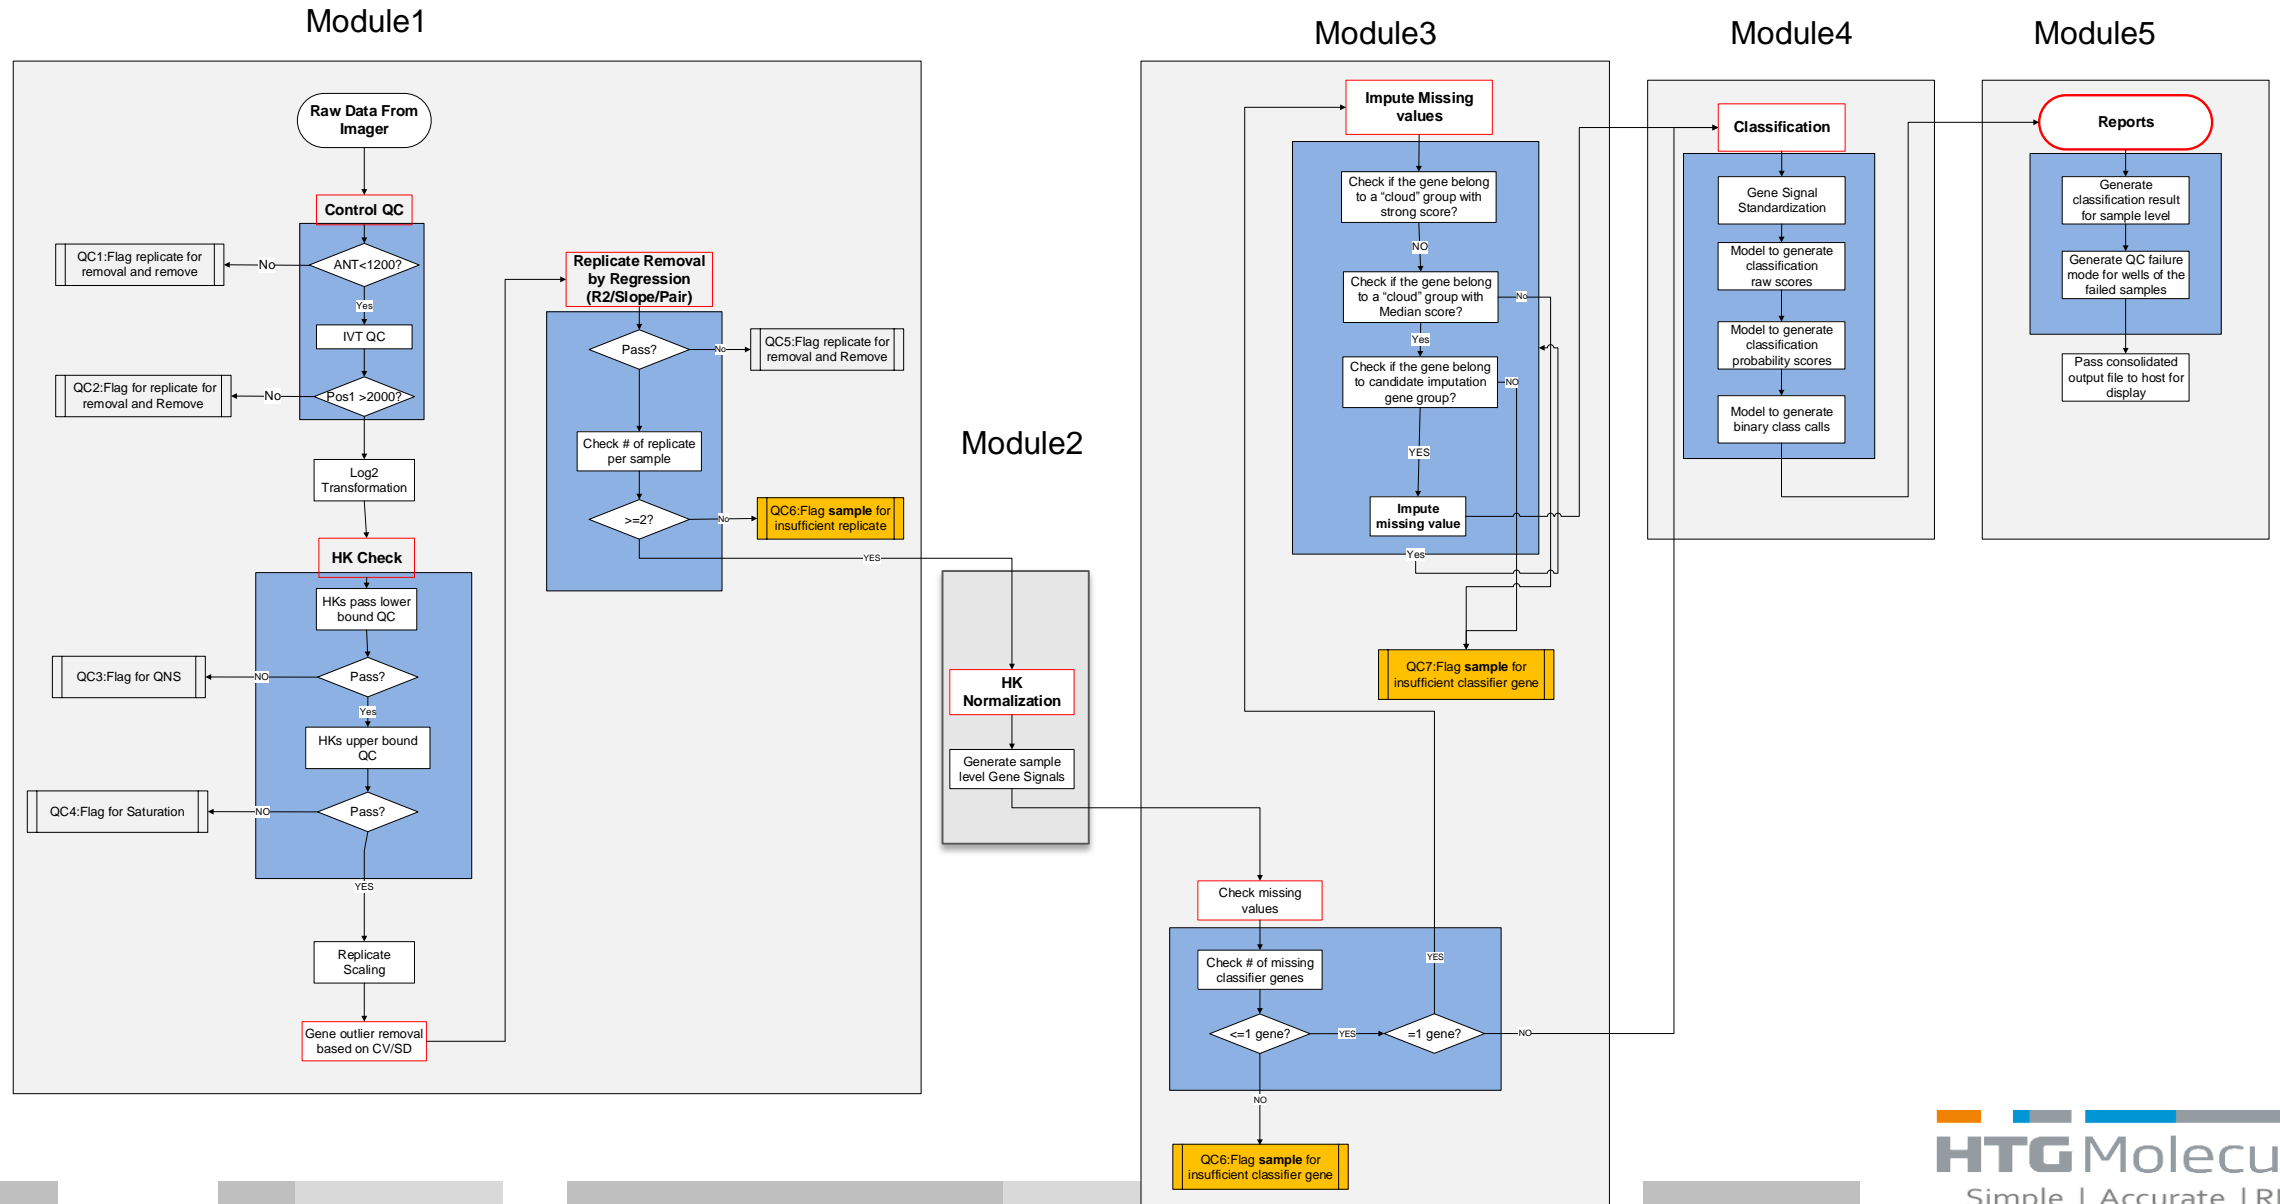 Module1
Raw Data From
Imager
Control QC
ANT<1200?
No
QC1:Flag replicate for
removal and remove
Yes
IVT QC
Pos1 >2000?
No
QC2:Flag for replicate for
removal and Remove
Log2
Transformation
HK Check
HKs pass lower
bound QC
Pass?
NO
QC3:Flag for QNS
Yes
HKs upper bound
QC
Pass?
NO
QC4:Flag for Saturation
YES
Replicate
Scaling
Gene outlier removal
based on CV/SD
Replicate Removal
by Regression
(R2/Slope/Pair)
Pass?
No
QC5:Flag replicate for
removal and Remove
Check # of replicate
per sample
>=2?
No
QC6:Flag sample for
insufficient replicate
YES
Module2
HK
Normalization
Generate sample
level Gene Signals
Module3
Impute Missing
values
Check if the gene belong
to a “cloud” group with
strong score?
NO
Check if the gene belong
to a “cloud” group with
Median score?
No
Yes
Check if the gene belong
to candidate imputation
gene group?
NO
YES
Impute
missing value
Yes
QC7:Flag sample for
insufficient classifier gene
Check missing
values
Check # of missing
classifier genes
<=1 gene?
YES
=1 gene?
YES
NO
NO
QC6:Flag sample for
insufficient classifier gene
Module4
Classification
Gene Signal
Standardization
Model to generate
classification
raw scores
Model to generate
classification
probability scores
Model to generate
binary class calls
Module5
Reports
Generate
classification result
for sample level
Generate QC failure
mode for wells of the
failed samples
Pass consolidated
output file to host for
display
HTG Molecu
Simple | Accurate |